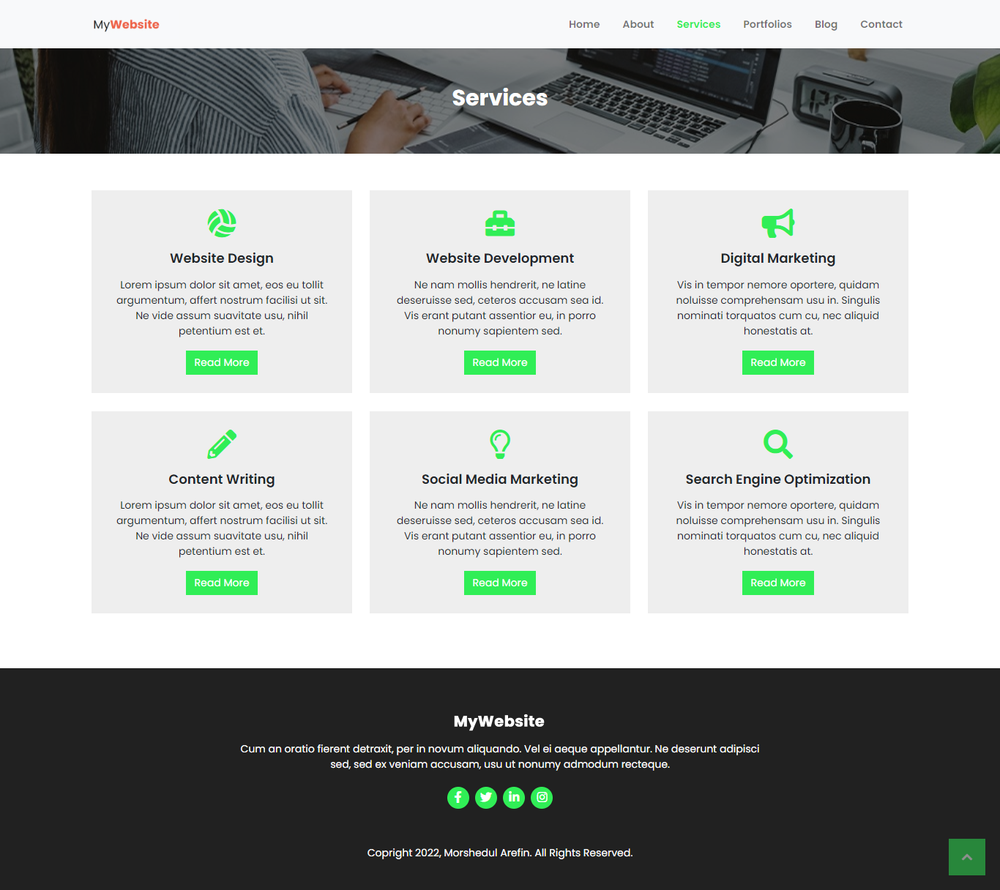 MyWebsite
Home About Services Portfolios Blog Contact
Services
Website Design
Lorem ipsum dolor sit amet, eos eu tollit
argumentum, affert nostrum facilisi ut sit.
Ne vide assum suavitate usu, nihil
petentium est et.
Read More
Website Development
Ne nam mollis hendrerit, ne latine
deseruisse sed, ceteros accusam sea id.
Vis erant putant assentior eu, in porro
nonumy sapientem sed.
Read More
Digital Marketing
Vis in tempor nemore oportere, quidam
noluisse comprehensam usu in. Singulis
nominati torquatos cum cu, nec aliquid
honestatis at.
Read More
Content Writing
Lorem ipsum dolor sit amet, eos eu tollit
argumentum, affert nostrum facilisi ut sit.
Ne vide assum suavitate usu, nihil
petentium est et.
Read More
Social Media Marketing
Ne nam mollis hendrerit, ne latine
deseruisse sed, ceteros accusam sea id.
Vis erant putant assentior eu, in porro
nonumy sapientem sed.
Read More
Search Engine Optimization
Vis in tempor nemore oportere, quidam
noluisse comprehensam usu in. Singulis
nominati torquatos cum cu, nec aliquid
honestatis at.
Read More
MyWebsite
Cum an oratio fierent detraxit, per in novum aliquando. Vel ei aeque appellantur. Ne deserunt adipisci
sed, sed ex veniam accusam, usu ut nonumy admodum recteque.
Copright 2022, Morshedul Arefin. All Rights Reserved.